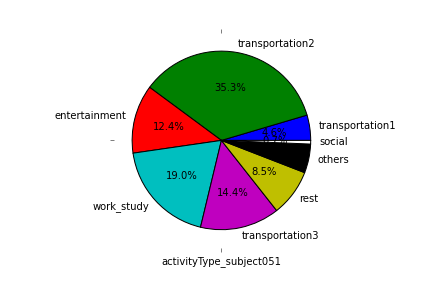 transportation2
35.3%
entertainment
12.4%
transportation1
social
others
19.0%
8.5%
14.4%
rest
work_study
transportation3
activityType_subject051